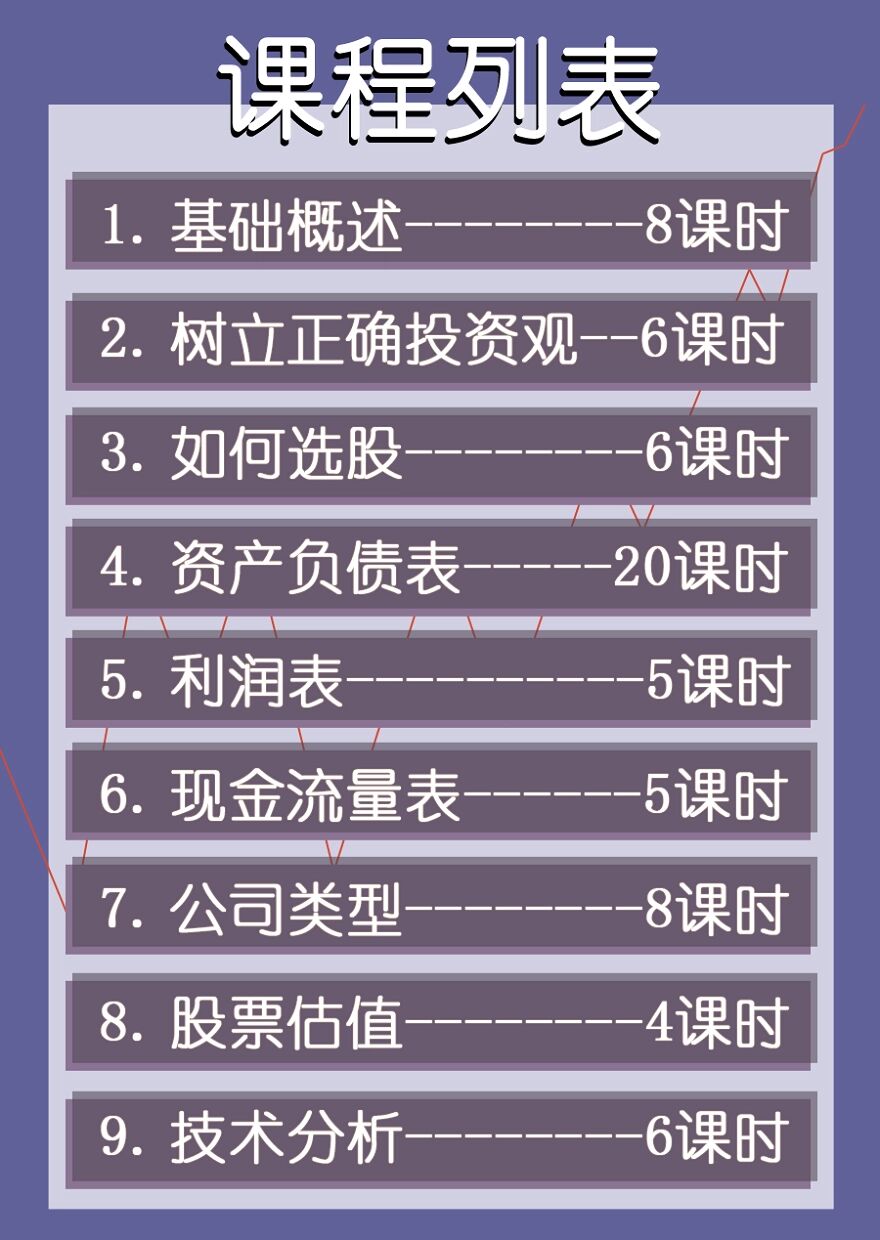 课程列表
1. 基础概述---------8课时
2. 树立正确投资观--6课时
3. 如何选股---------6课时
4. 资产负债表-----20课时
5. 利润表----------5课时
6. 现金流量表------5课时
7. 公司类型--------8课时
8. 股票估值--------4课时
9. 技术分析--------6课时